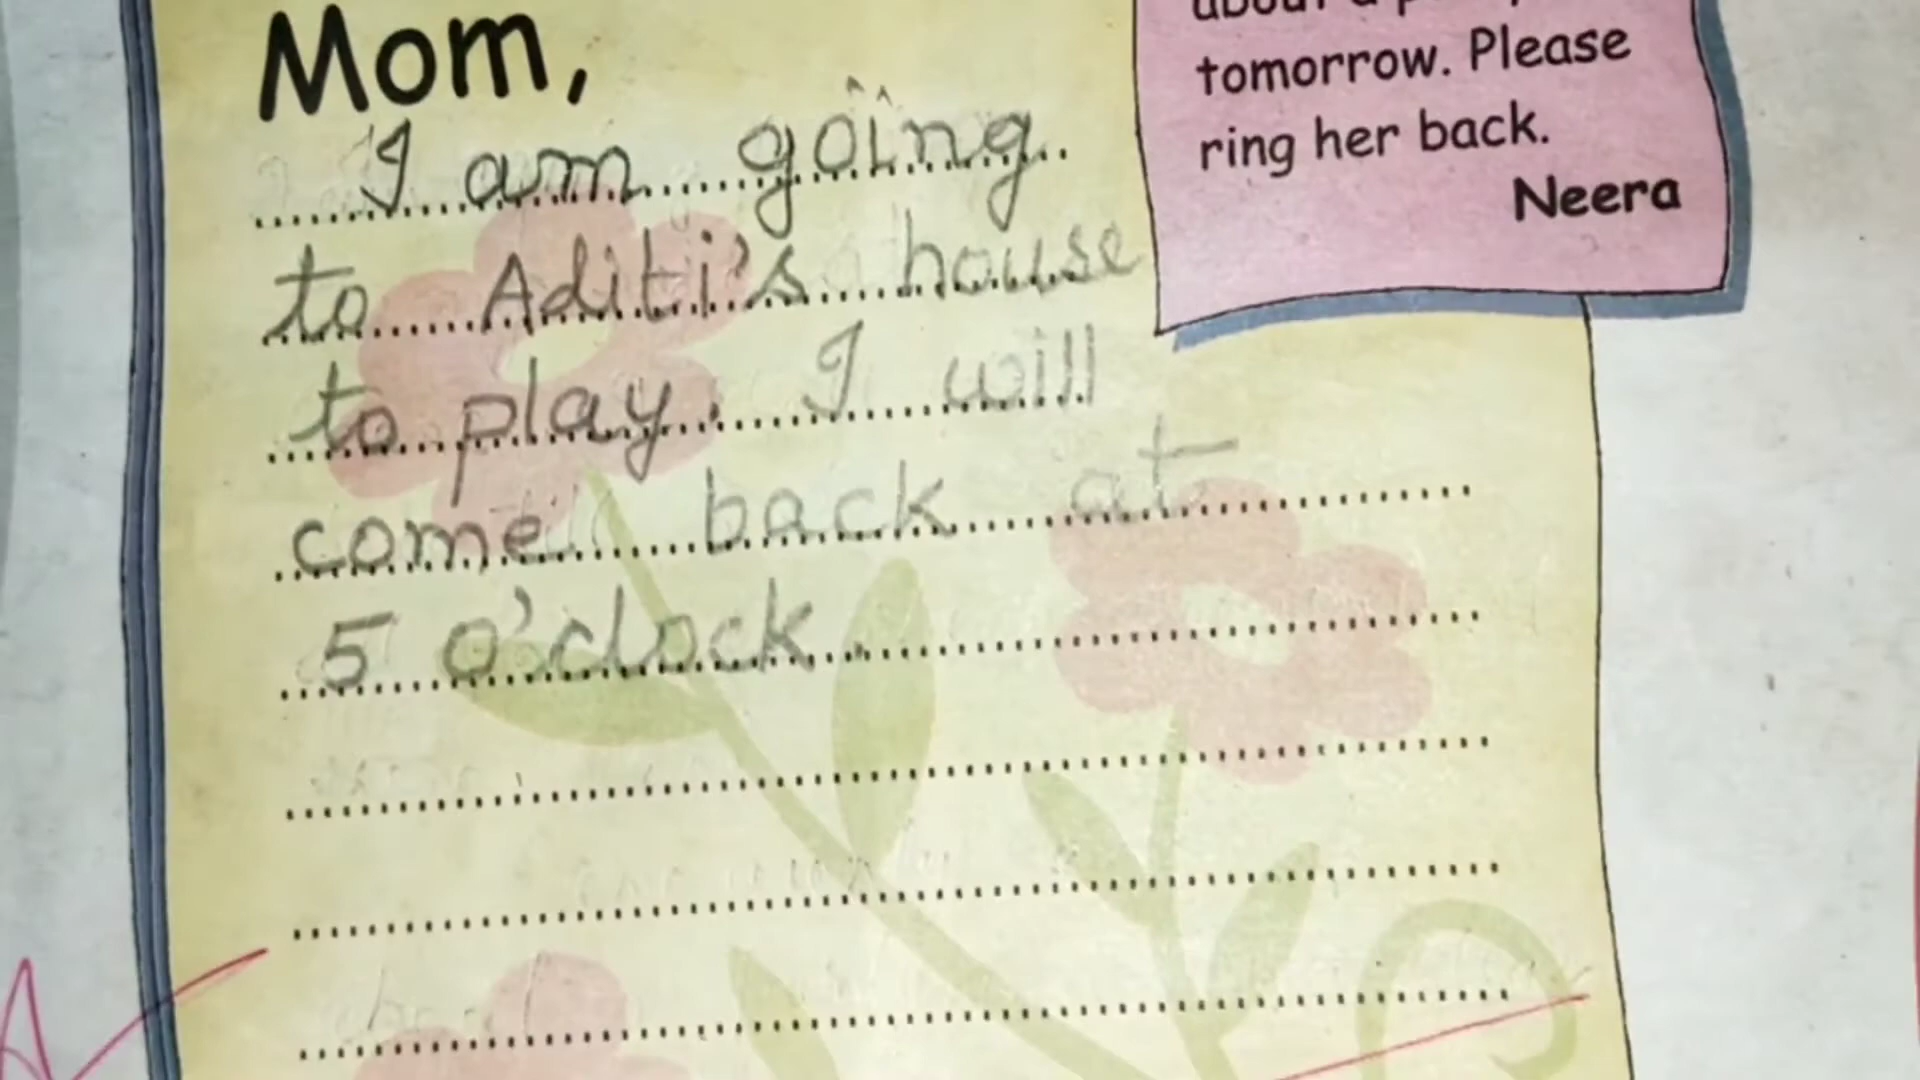 Mom,
I am going
to Aditi's house
to play. I will
come back at
5 o'clock.
about a
tomorrow. Please
ring her back.
Neera